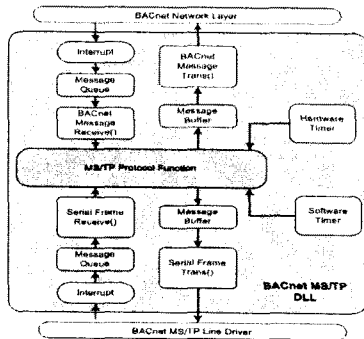 BACnet Network Layer
Interrupt
Message
Queue
BACnet
Message
Receive()
BACnet
Message
Trans()
Message
Buffer
Hardware
Timer
MS/TP Protocol Function
Serial Frame
Receive()
Message
Queue
Interrupt
Message
Buffer
Serial Frame
Trans()
Software
Timer
BACnet MS/TP
DLL
BACnet MS/TP Line Driver